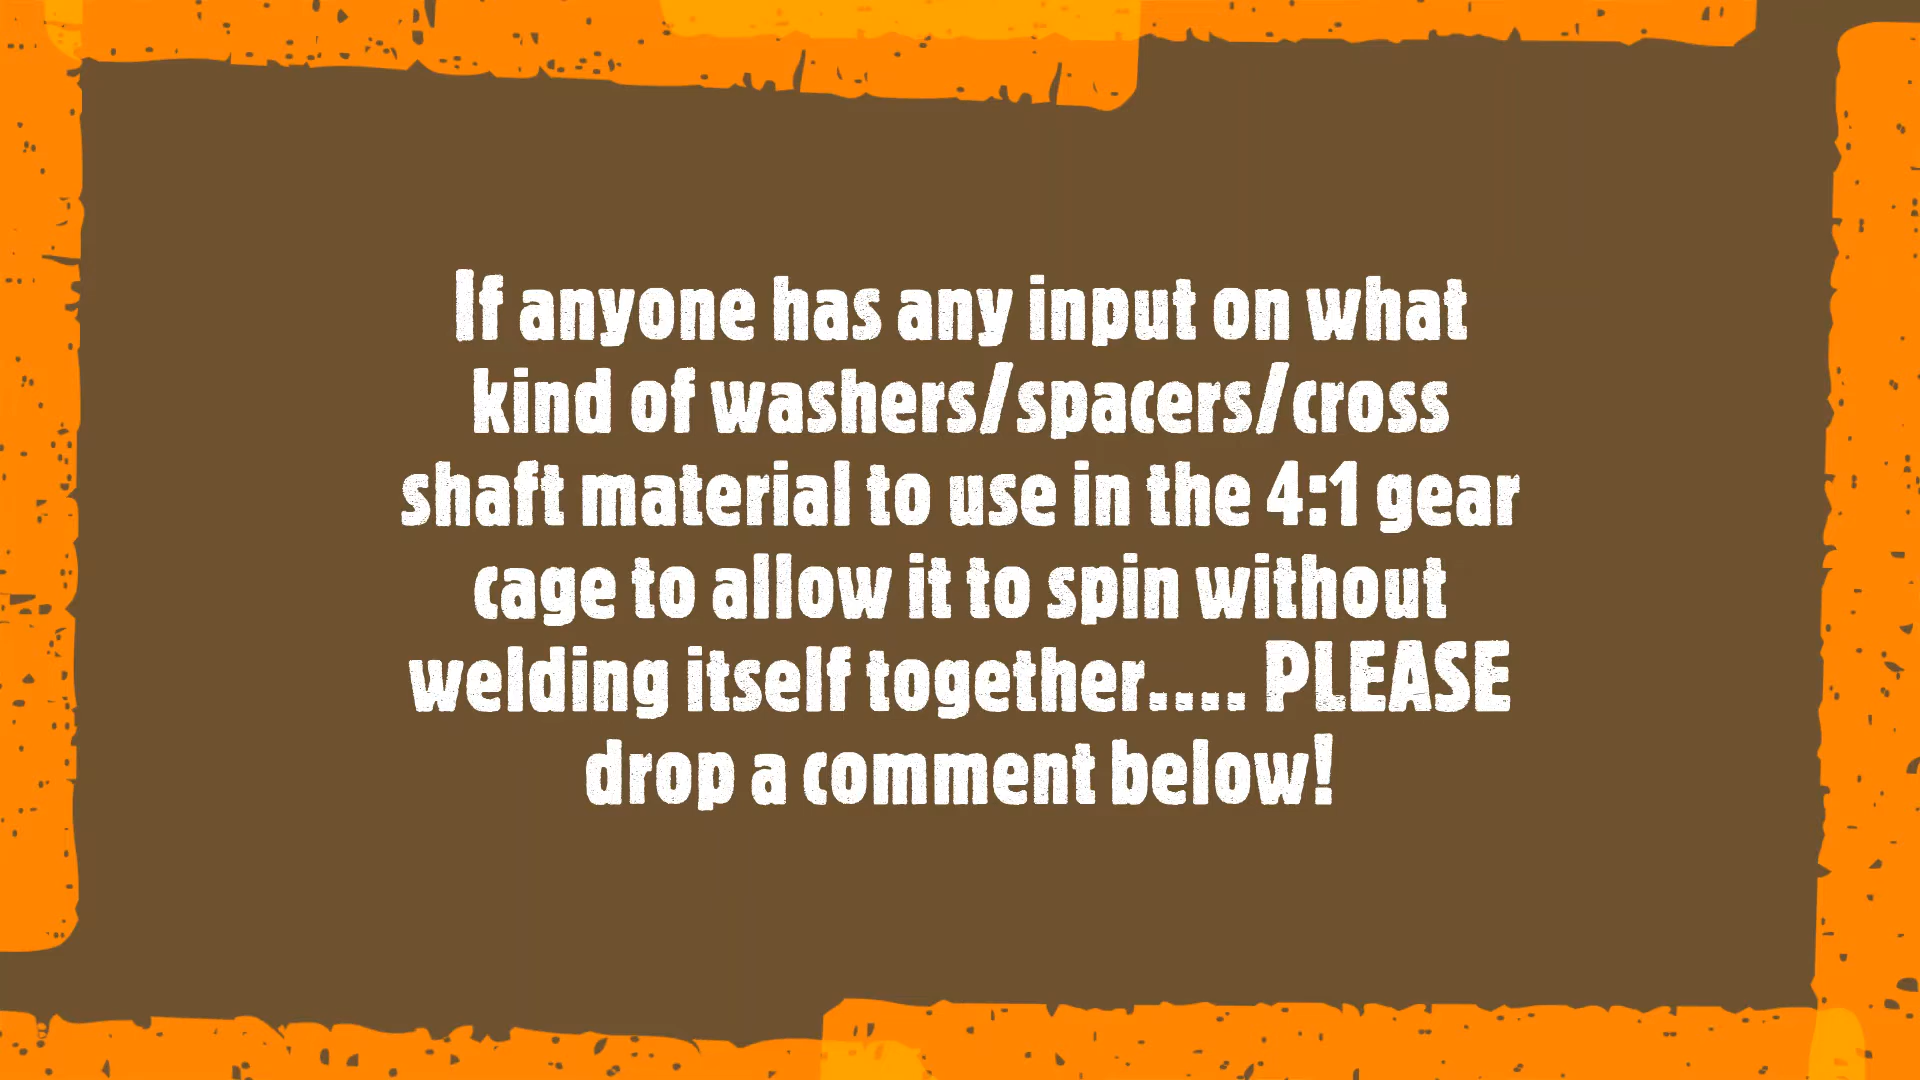 If anyone has any input on what
kind of washers/spacers/cross
shaft material to use in the 4:1 gear
cage to allow it to spin without
welding itself together.... PLEASE
drop a comment below!